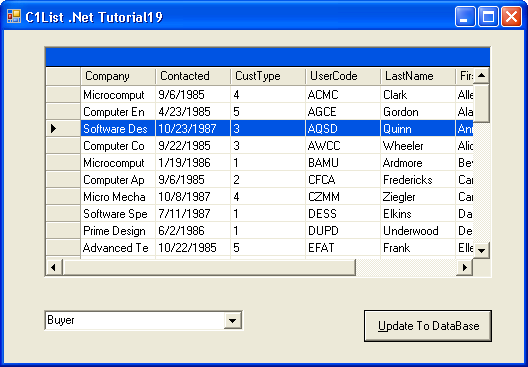 C1List .Net Tutorial19
Company Contacted CustType UserCode LastName Firs
Microcomput 9/6/1985 4 ACMC Clark Alle
Computer En 4/23/1985 5 AGCE Gordon Alar
Software Des 10/23/1987 3 AQSD Quinn Ann
Computer Co 9/22/1985 3 AWCC Wheeler Alic
Microcomput 1/19/1986 1 BAMU Ardmore Bev
Computer Ap 9/6/1985 2 CFCA Fredericks Car
Micro Mecha 10/8/1987 4 CZMM Ziegler Car
Software Spe 7/11/1987 1 DESS Elkins Da
Prime Design 6/2/1986 1 DUPD Underwood De
Advanced Te 10/22/1985 5 EFAT Frank Elle
Buyer
Update To DataBase